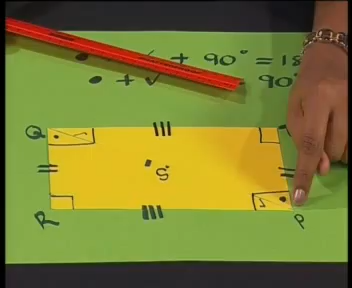 ● ✓ + 90° = 18
● + ✓ = 90°
Q
S
R
P